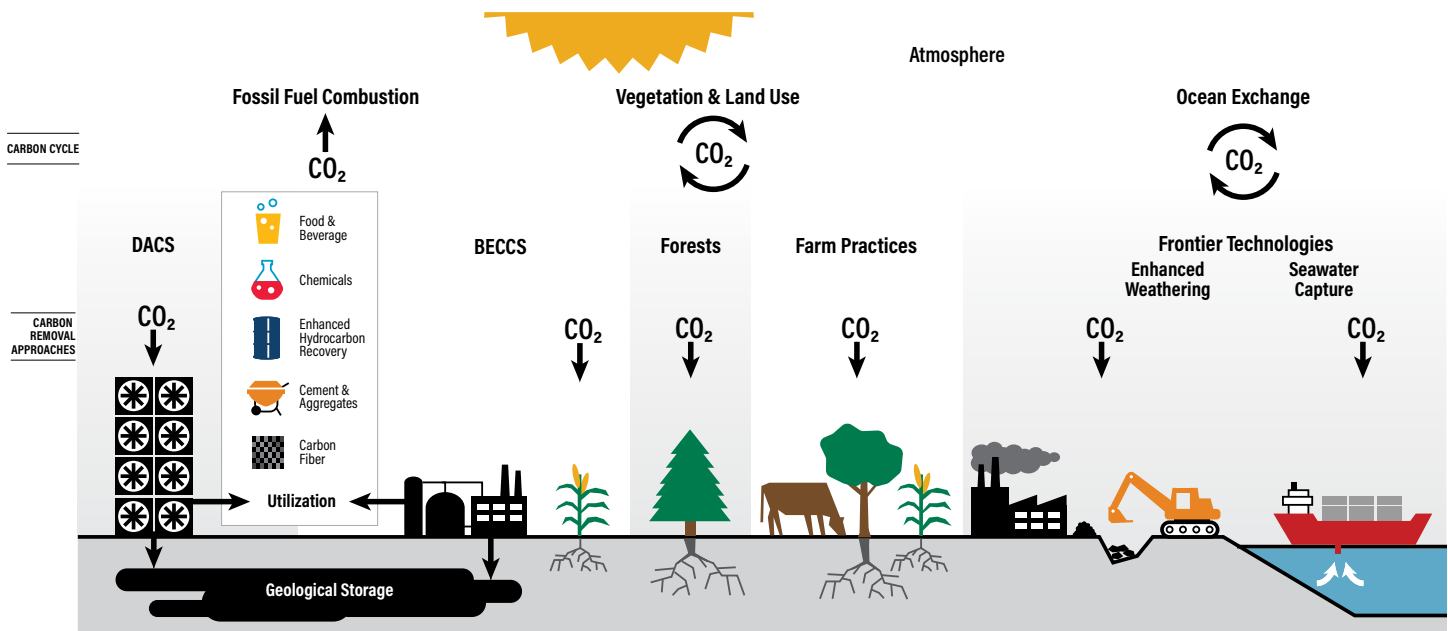 Atmosphere
Fossil Fuel Combustion
Vegetation & Land Use
Ocean Exchange
CARBON CYCLE
CO₂
CO₂
CO₂
DACS
Food &
Beverage
Chemicals
Enhanced
Hydrocarbon
Recovery
Cement &
Aggregates
Carbon
Fiber
Utilization
BECCS
Forests
Farm Practices
Frontier Technologies
Enhanced
Weathering
Seawater
Capture
CARBON
REMOVAL
APPROACHES
CO₂
CO₂
CO₂
CO₂
CO₂
CO₂
Geological Storage